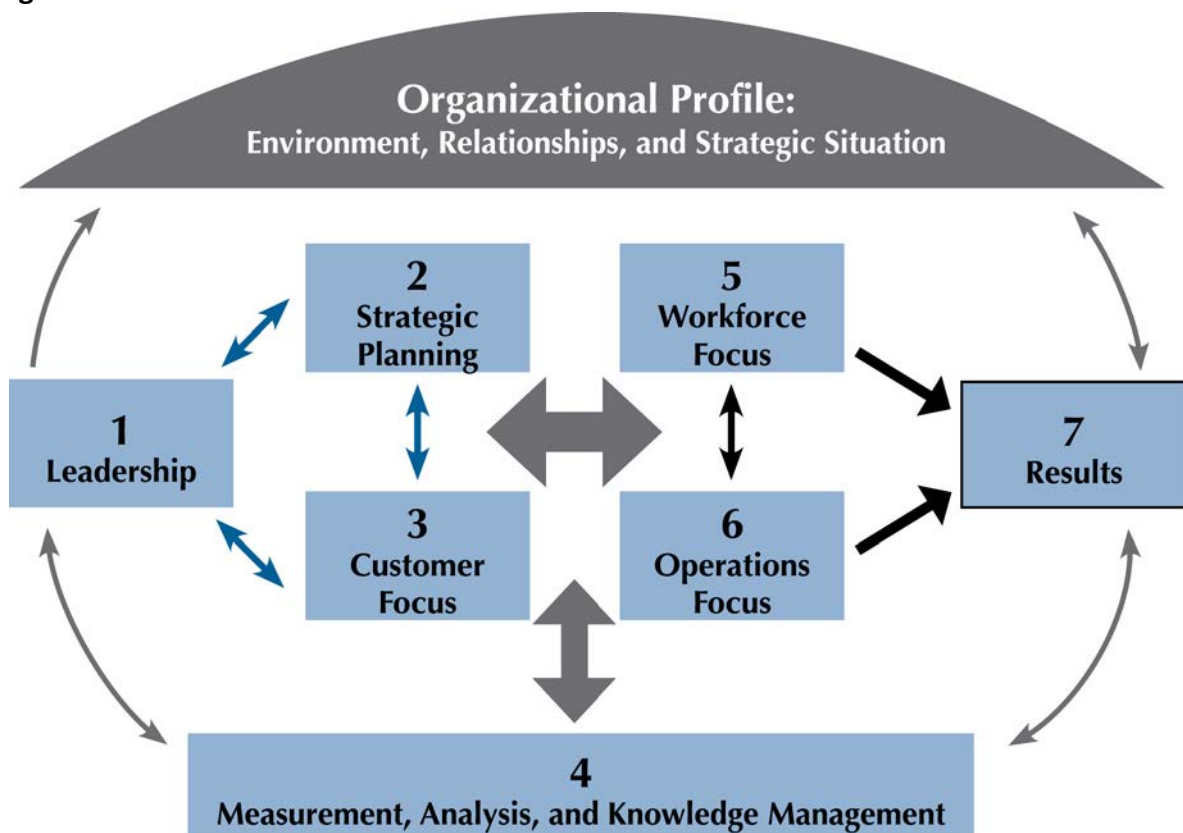 Organizational Profile:
Environment, Relationships, and Strategic Situation
2
Strategic
Planning
5
Workforce
Focus
1
Leadership
7
Results
3
Customer
Focus
6
Operations
Focus
4
Measurement, Analysis, and Knowledge Management